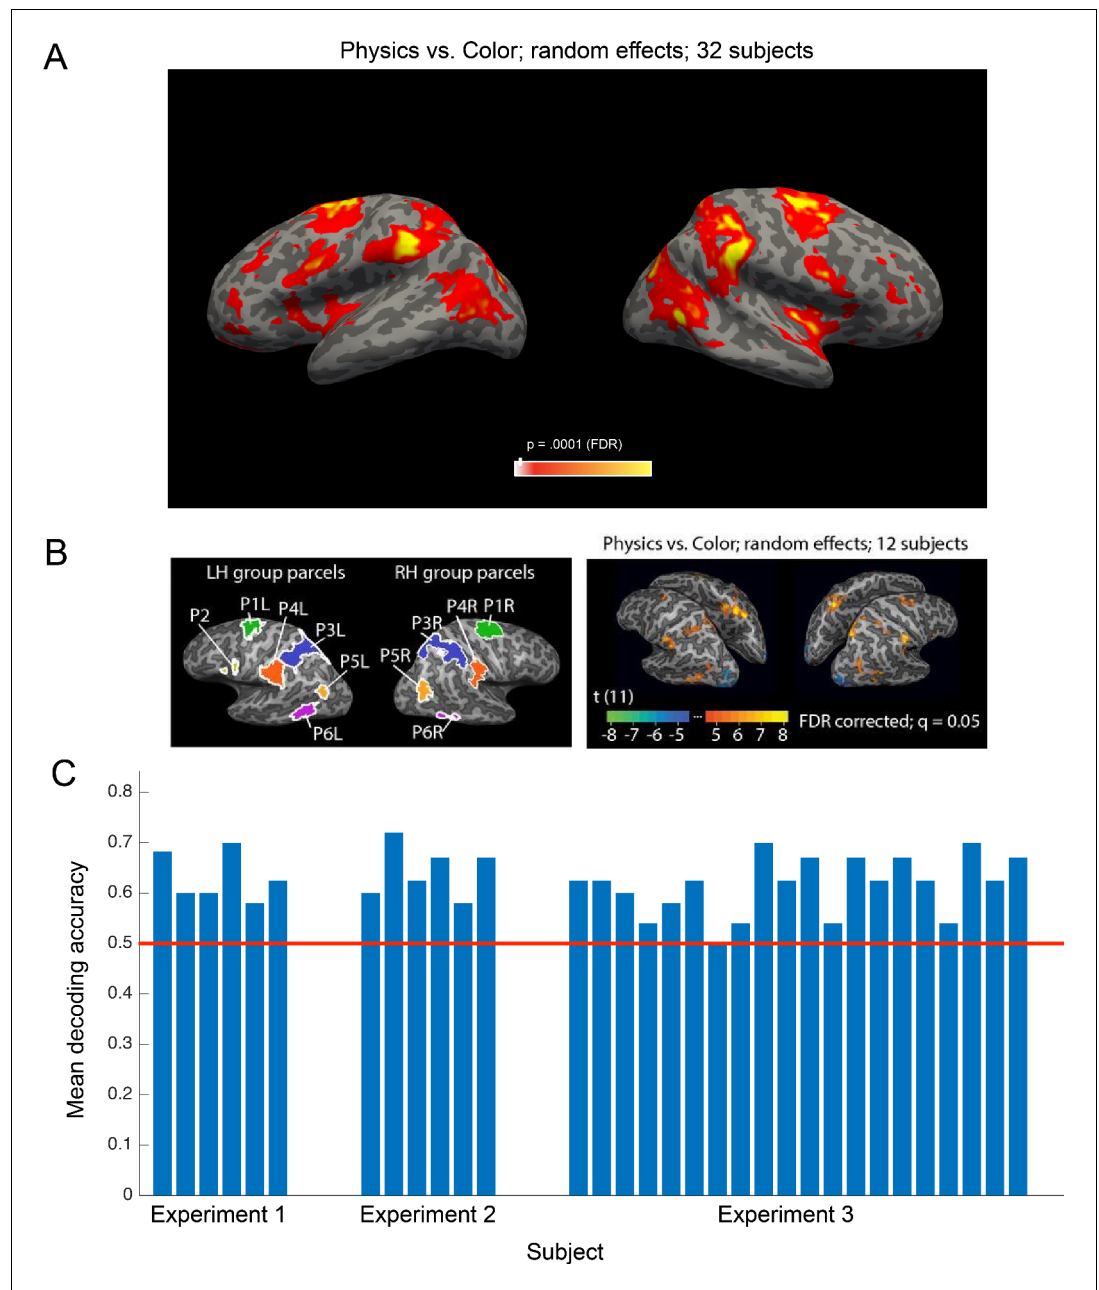 A
Physics vs. Color; random effects; 32 subjects
p = .0001 (FDR)
B
LH group parcels
RH group parcels
P2
P1L
P4L
P3L
P5L
P6L
P3R
P4R
P1R
P5R
P6R
Physics vs. Color; random effects; 12 subjects
t (11)
-8 -7 -6 -5 ... 5 6 7 8
FDR corrected; q = 0.05
C
Mean decoding accuracy
0.8
0.7
0.6
0.5
0.4
0.3
0.2
0.1
0
Experiment 1
Experiment 2
Experiment 3
Subject